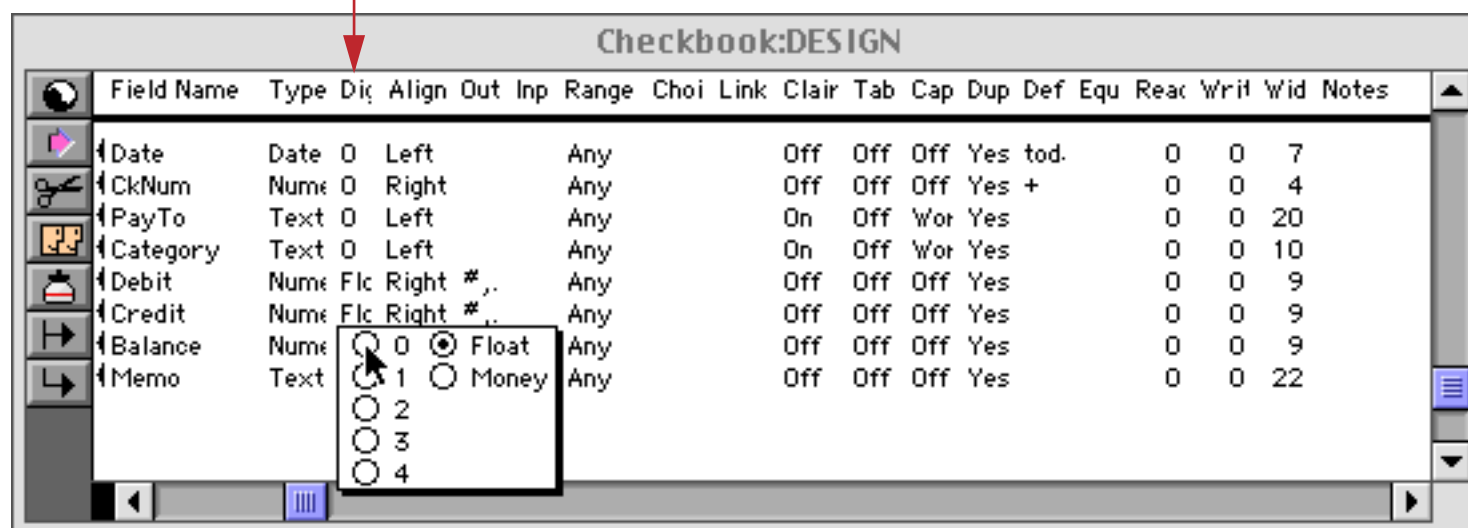 Checkbook:DESIGN
Field Name Type Dig Align Out Inp Range Choi Link Clair Tab Cap Dup Def Equ Reac Writ Wid Notes
Date Date 0 Left Any Off Off Off Yes tod. 0 0 7
CkNum Nume 0 Right Any Off Off Off Yes + 0 0 4
PayTo Text 0 Left Any On Off Wor Yes 0 0 20
Category Text 0 Left Any On Off Wor Yes 0 0 10
Debit Nume Flc Right #,. Any Off Off Off Yes 0 0 9
Credit Nume Flc Right #,. Any Off Off Off Yes 0 0 9
Balance Nume 0 Float Any Off Off Off Yes 0 0 9
Memo Text 1 Money Any Off Off Off Yes 0 0 22
2
3
4